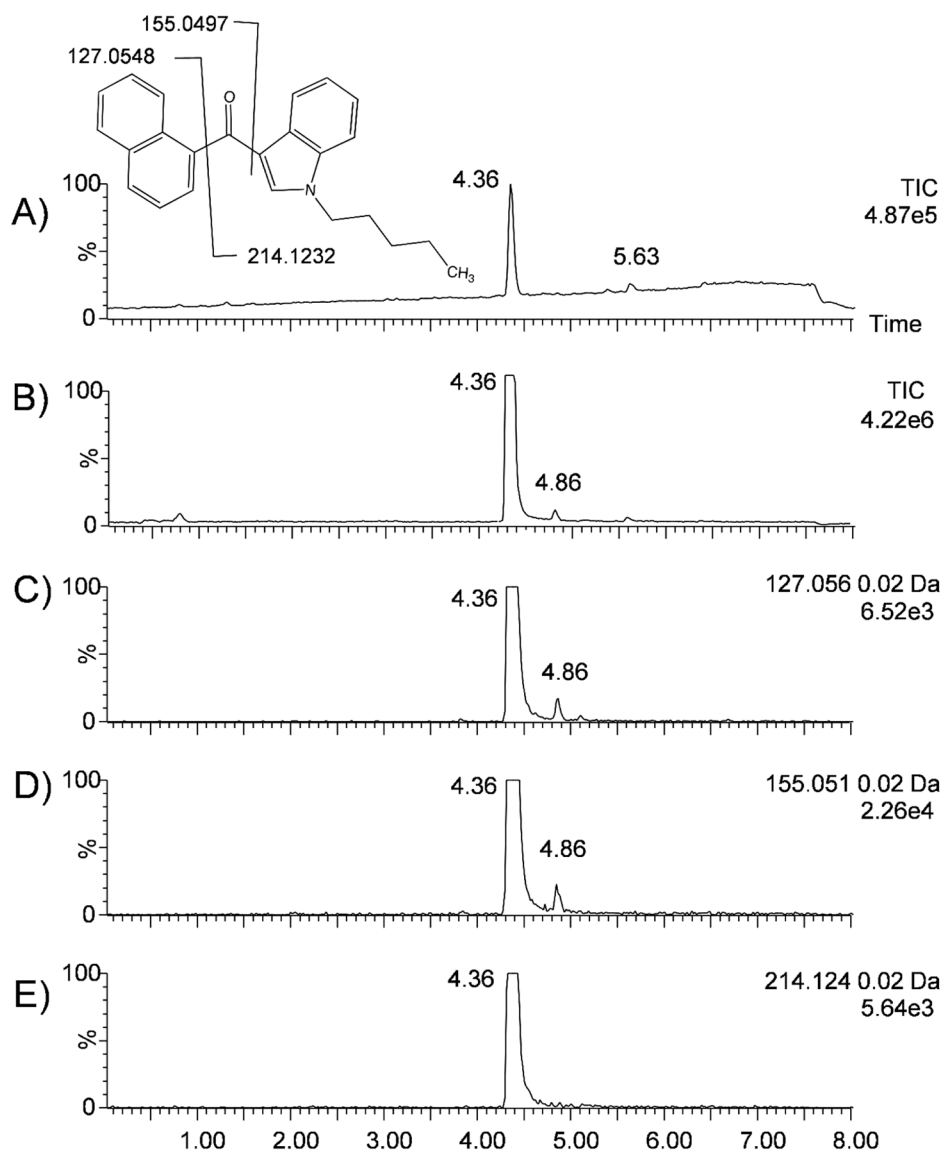 155.0497
127.0548
O
N
CH3
214.1232
A)
100
%
0
4.36
5.63
TIC
4.87e5
Time
B)
100
%
0
4.36
4.86
TIC
4.22e6
C)
100
%
0
4.36
4.86
127.056 0.02 Da
6.52e3
D)
100
%
0
4.36
4.86
155.051 0.02 Da
2.26e4
E)
100
%
0
4.36
214.124 0.02 Da
5.64e3
1.00 2.00 3.00 4.00 5.00 6.00 7.00 8.00